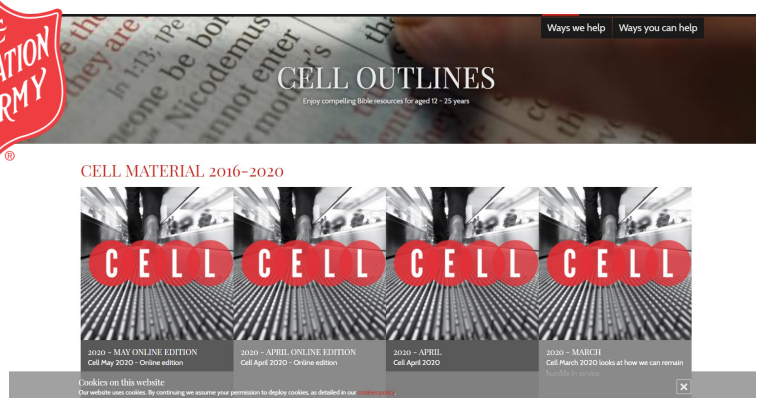 ATION
ARMY
®
Ways we help
Ways you can help
CELL OUTLINES
Enjoy compelling Bible resources for aged 12 - 25 years
CELL MATERIAL 2016-2020
CELL
CELL
CELL
CELL
2020 - MAY ONLINE EDITION
Cell May 2020 - Online edition
2020 - APRIL ONLINE EDITION
Cell April 2020 - Online edition
2020 - APRIL
Cell April 2020
2020 - MARCH
Cell March 2020 looks at how we can remain
Cookies on this website
Our website uses cookies. By continuing we assume your permission to deploy cookies, as detailed in our cookies policy.